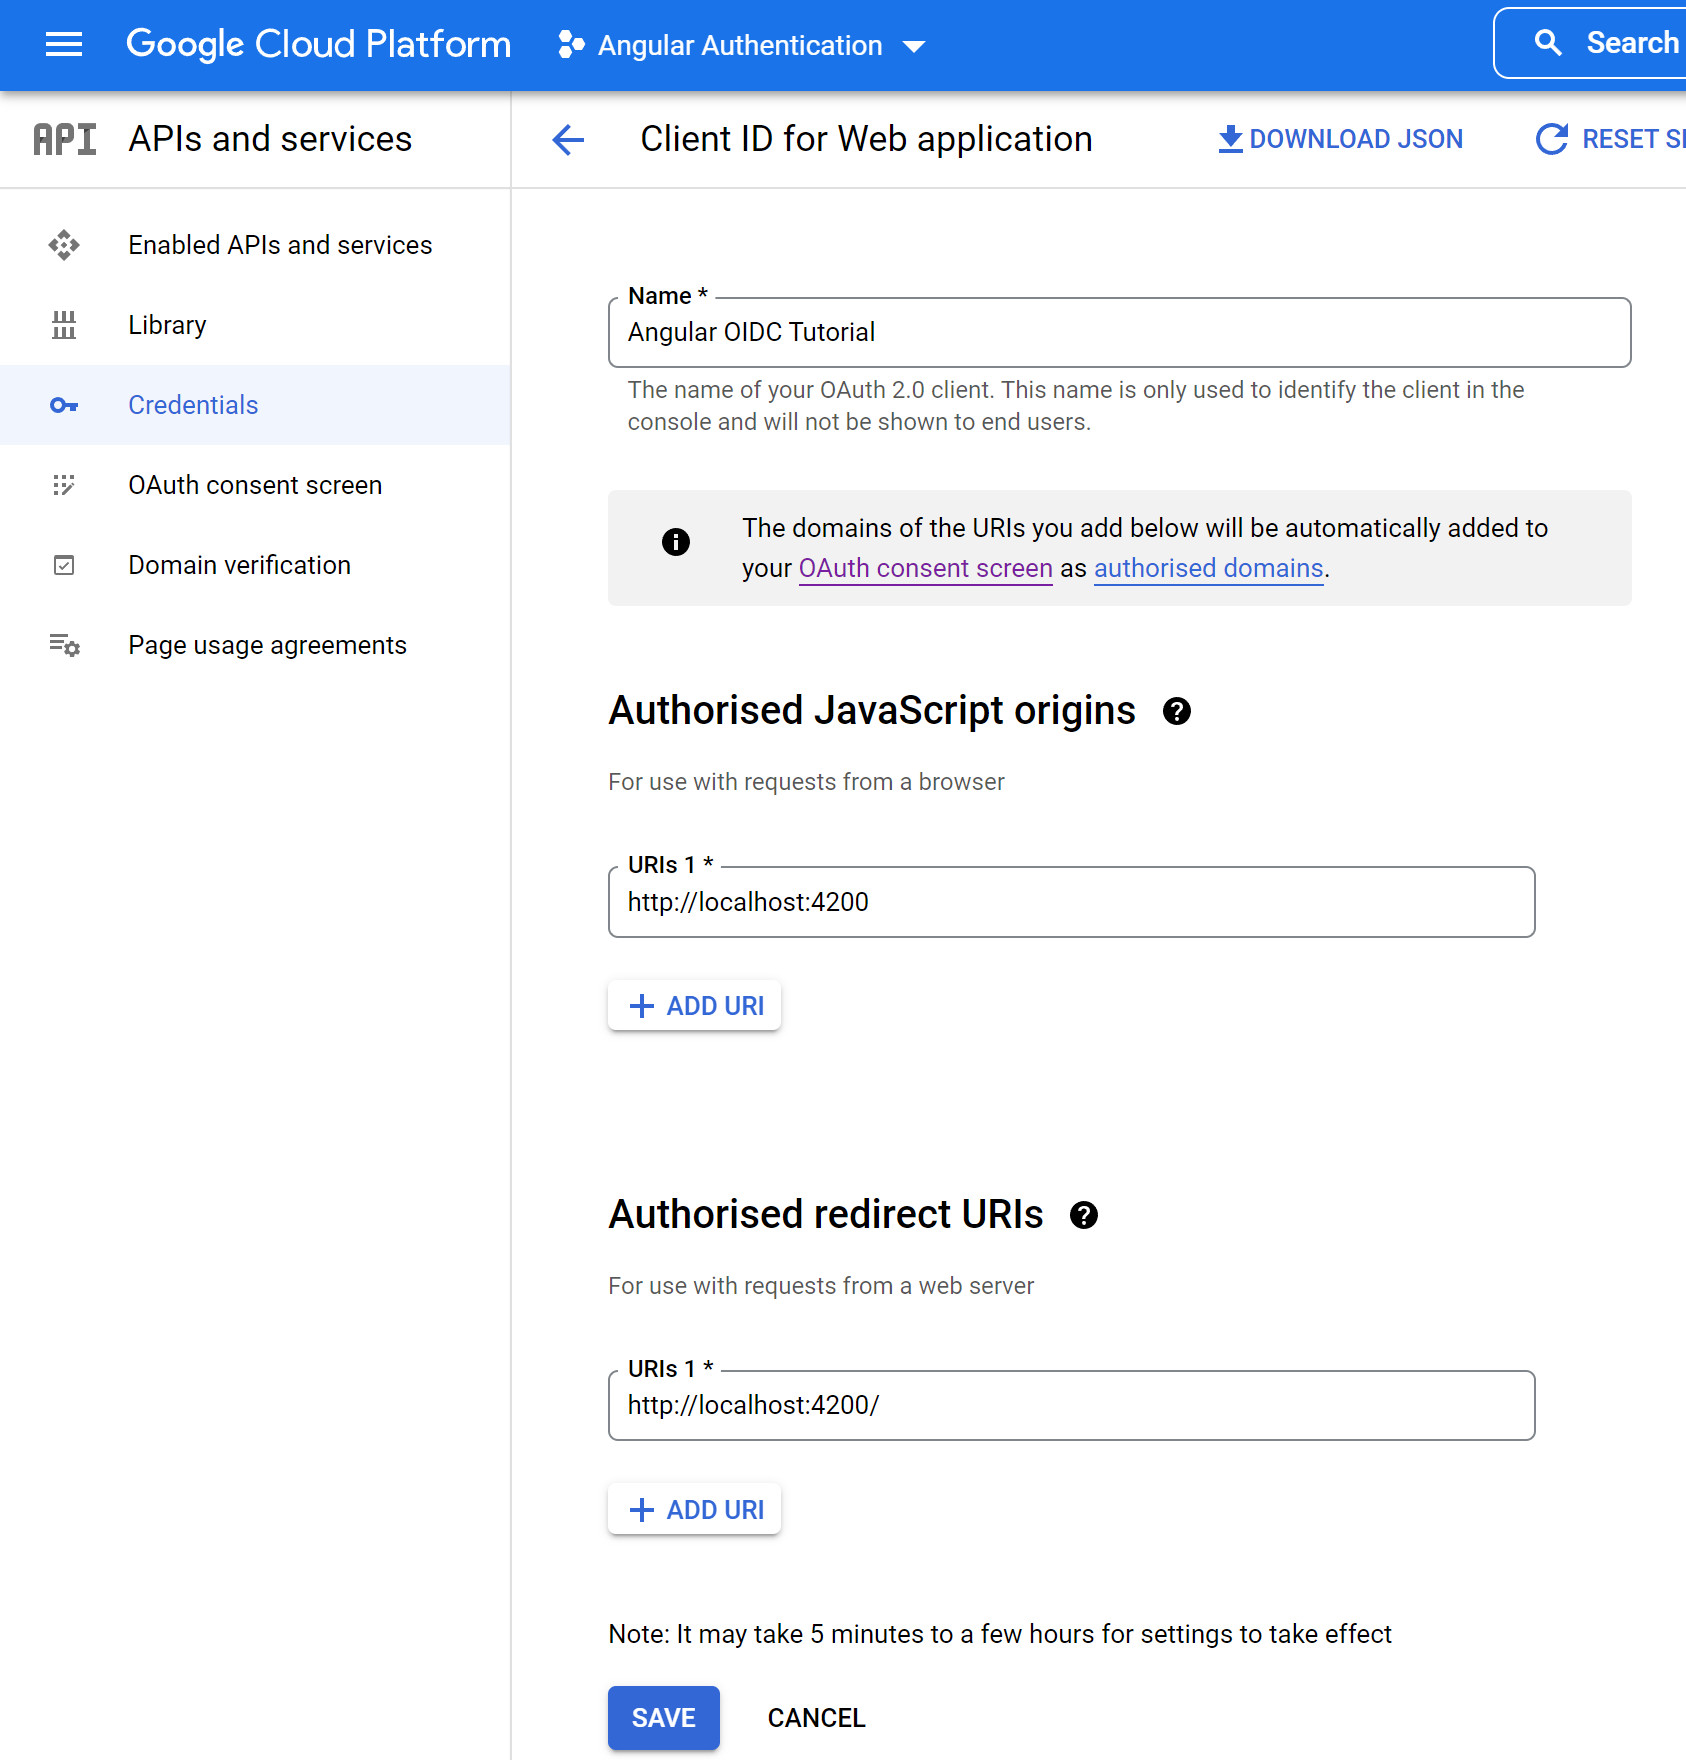 Google Cloud Platform
Angular Authentication
Search
API
APIs and services
Client ID for Web application
DOWNLOAD JSON
RESET
Enabled APIs and services
Library
Credentials
OAuth consent screen
Domain verification
Page usage agreements
Name *
Angular OIDC Tutorial
The name of your OAuth 2.0 client. This name is only used to identify the client in the
console and will not be shown to end users.
The domains of the URIs you add below will be automatically added to
your OAuth consent screen as authorised domains.
Authorised JavaScript origins
For use with requests from a browser
URIs 1 *
http://localhost:4200
ADD URI
Authorised redirect URIs
For use with requests from a web server
URIs 1 *
http://localhost:4200/
ADD URI
Note: It may take 5 minutes to a few hours for settings to take effect
SAVE
CANCEL